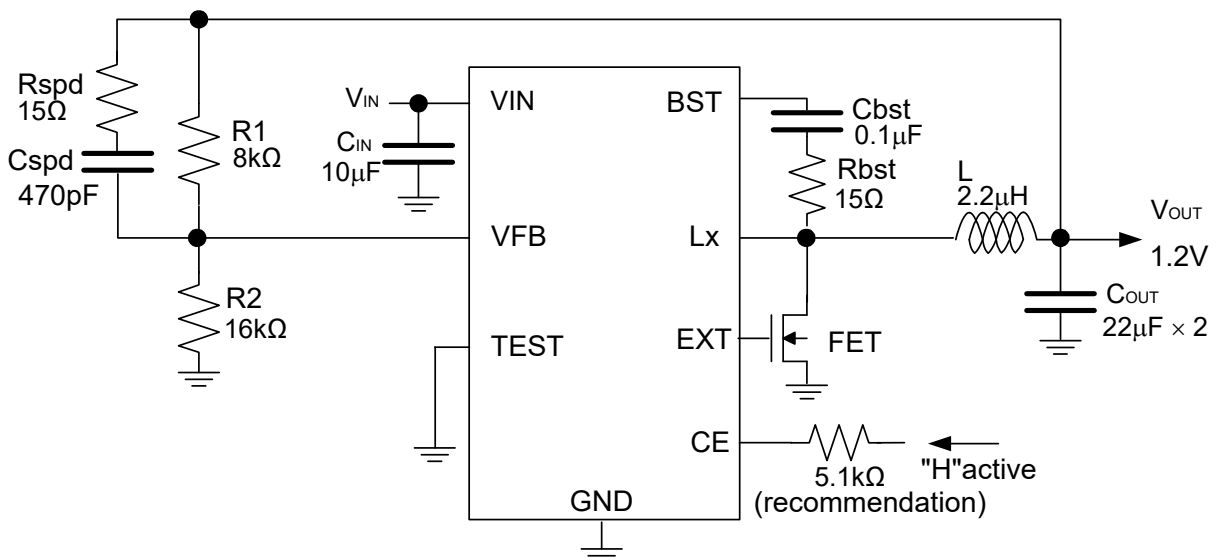 Rspd
15Ω
Cspd
470pF
R1
8kΩ
R2
16kΩ
VIN
CIN
10μF
VIN
VFB
TEST
GND
BST
Lx
EXT
CE
Cbst
0.1μF
Rbst
15Ω
L
2.2μH
VOUT
1.2V
COUT
22μF × 2
FET
5.1kΩ
(recommendation)
"H"active